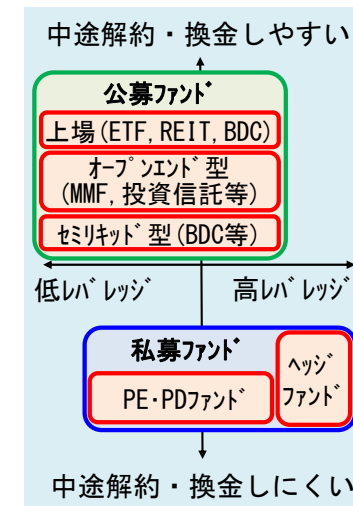 中途解約・換金しやすい
公募ファンド
上場(ETF,REIT,BDC)
オープンエンド型
(MMF,投資信託等)
セミリキッド型(BDC等)
低レバレッジ
高レバレッジ
私募ファンド
ヘッジ
ファンド
PE・PDファンド
中途解約・換金しにくい